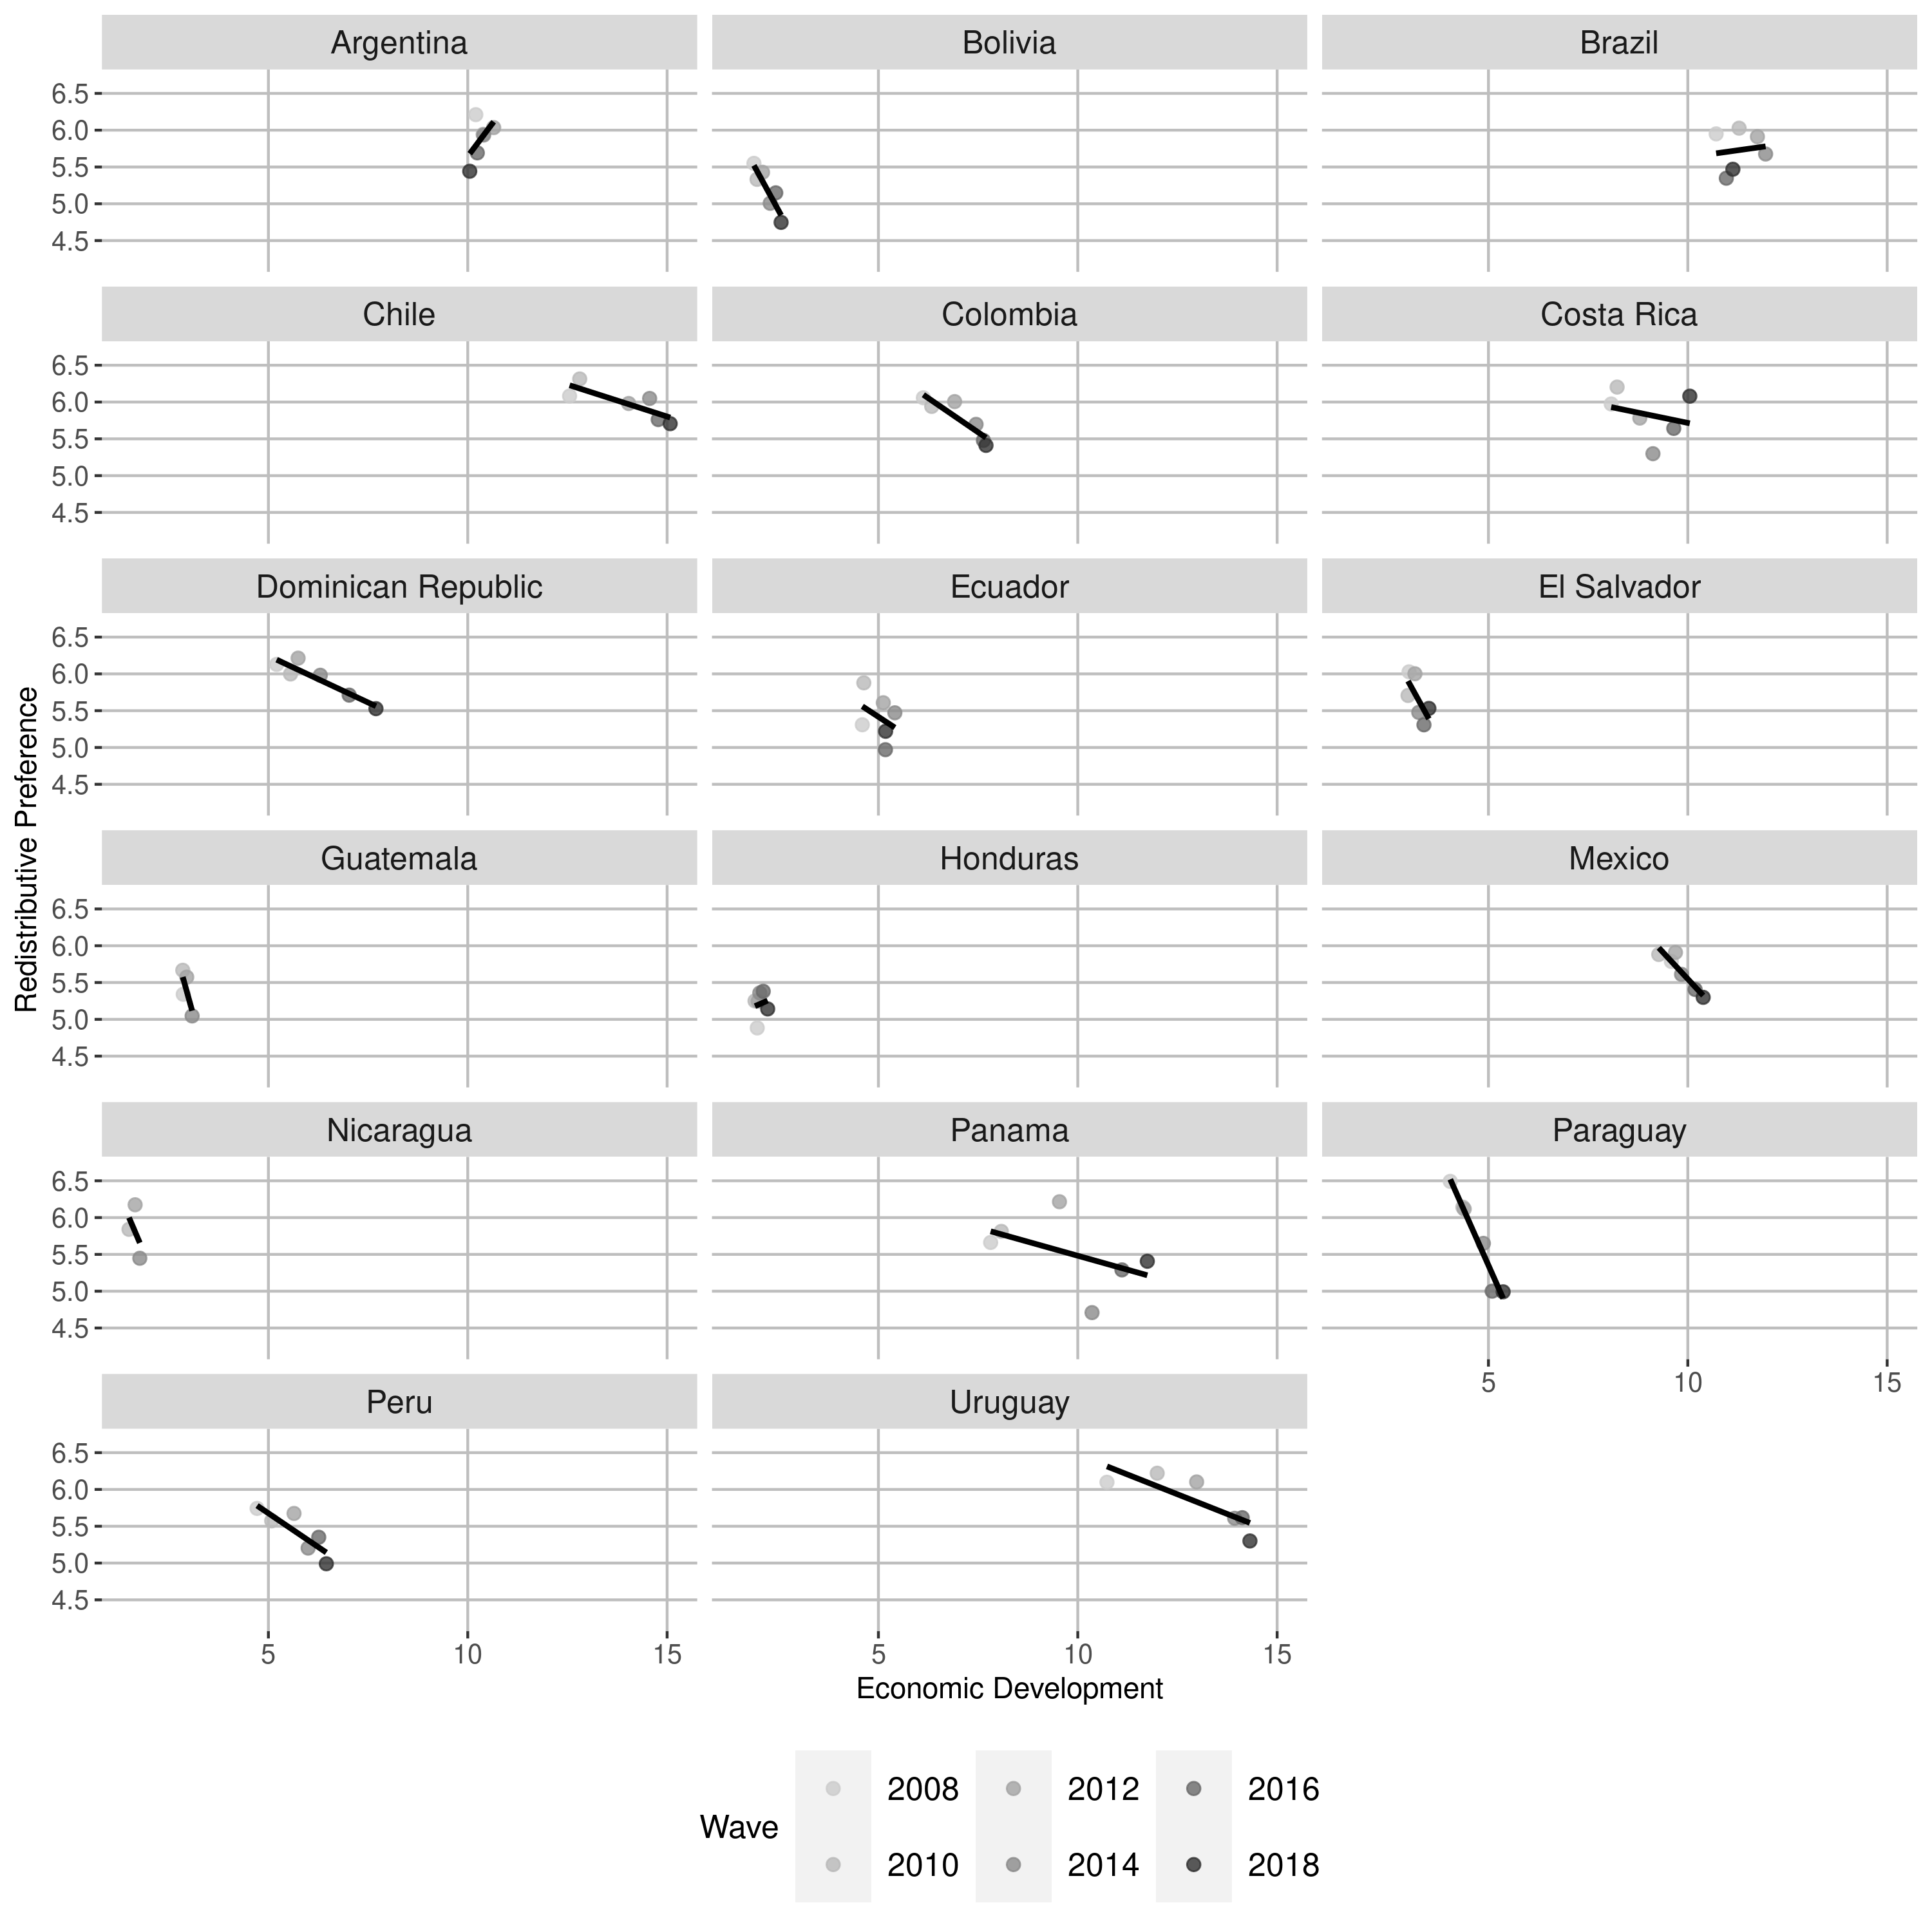 Argentina Bolivia Brazil
6.5
6.0
5.5
5.0
4.5
Chile Colombia Costa Rica
6.5
6.0
5.5
5.0
4.5
Dominican Republic Ecuador El Salvador
6.5
6.0
5.5
5.0
4.5
Redistributive Preference
Guatemala Honduras Mexico
6.5
6.0
5.5
5.0
4.5
Nicaragua Panama Paraguay
6.5
6.0
5.5
5.0
4.5
5 10 15
Peru Uruguay
6.5
6.0
5.5
5.0
4.5
5 10 15 5 10 15
Economic Development
Wave
2008 2012 2016
2010 2014 2018